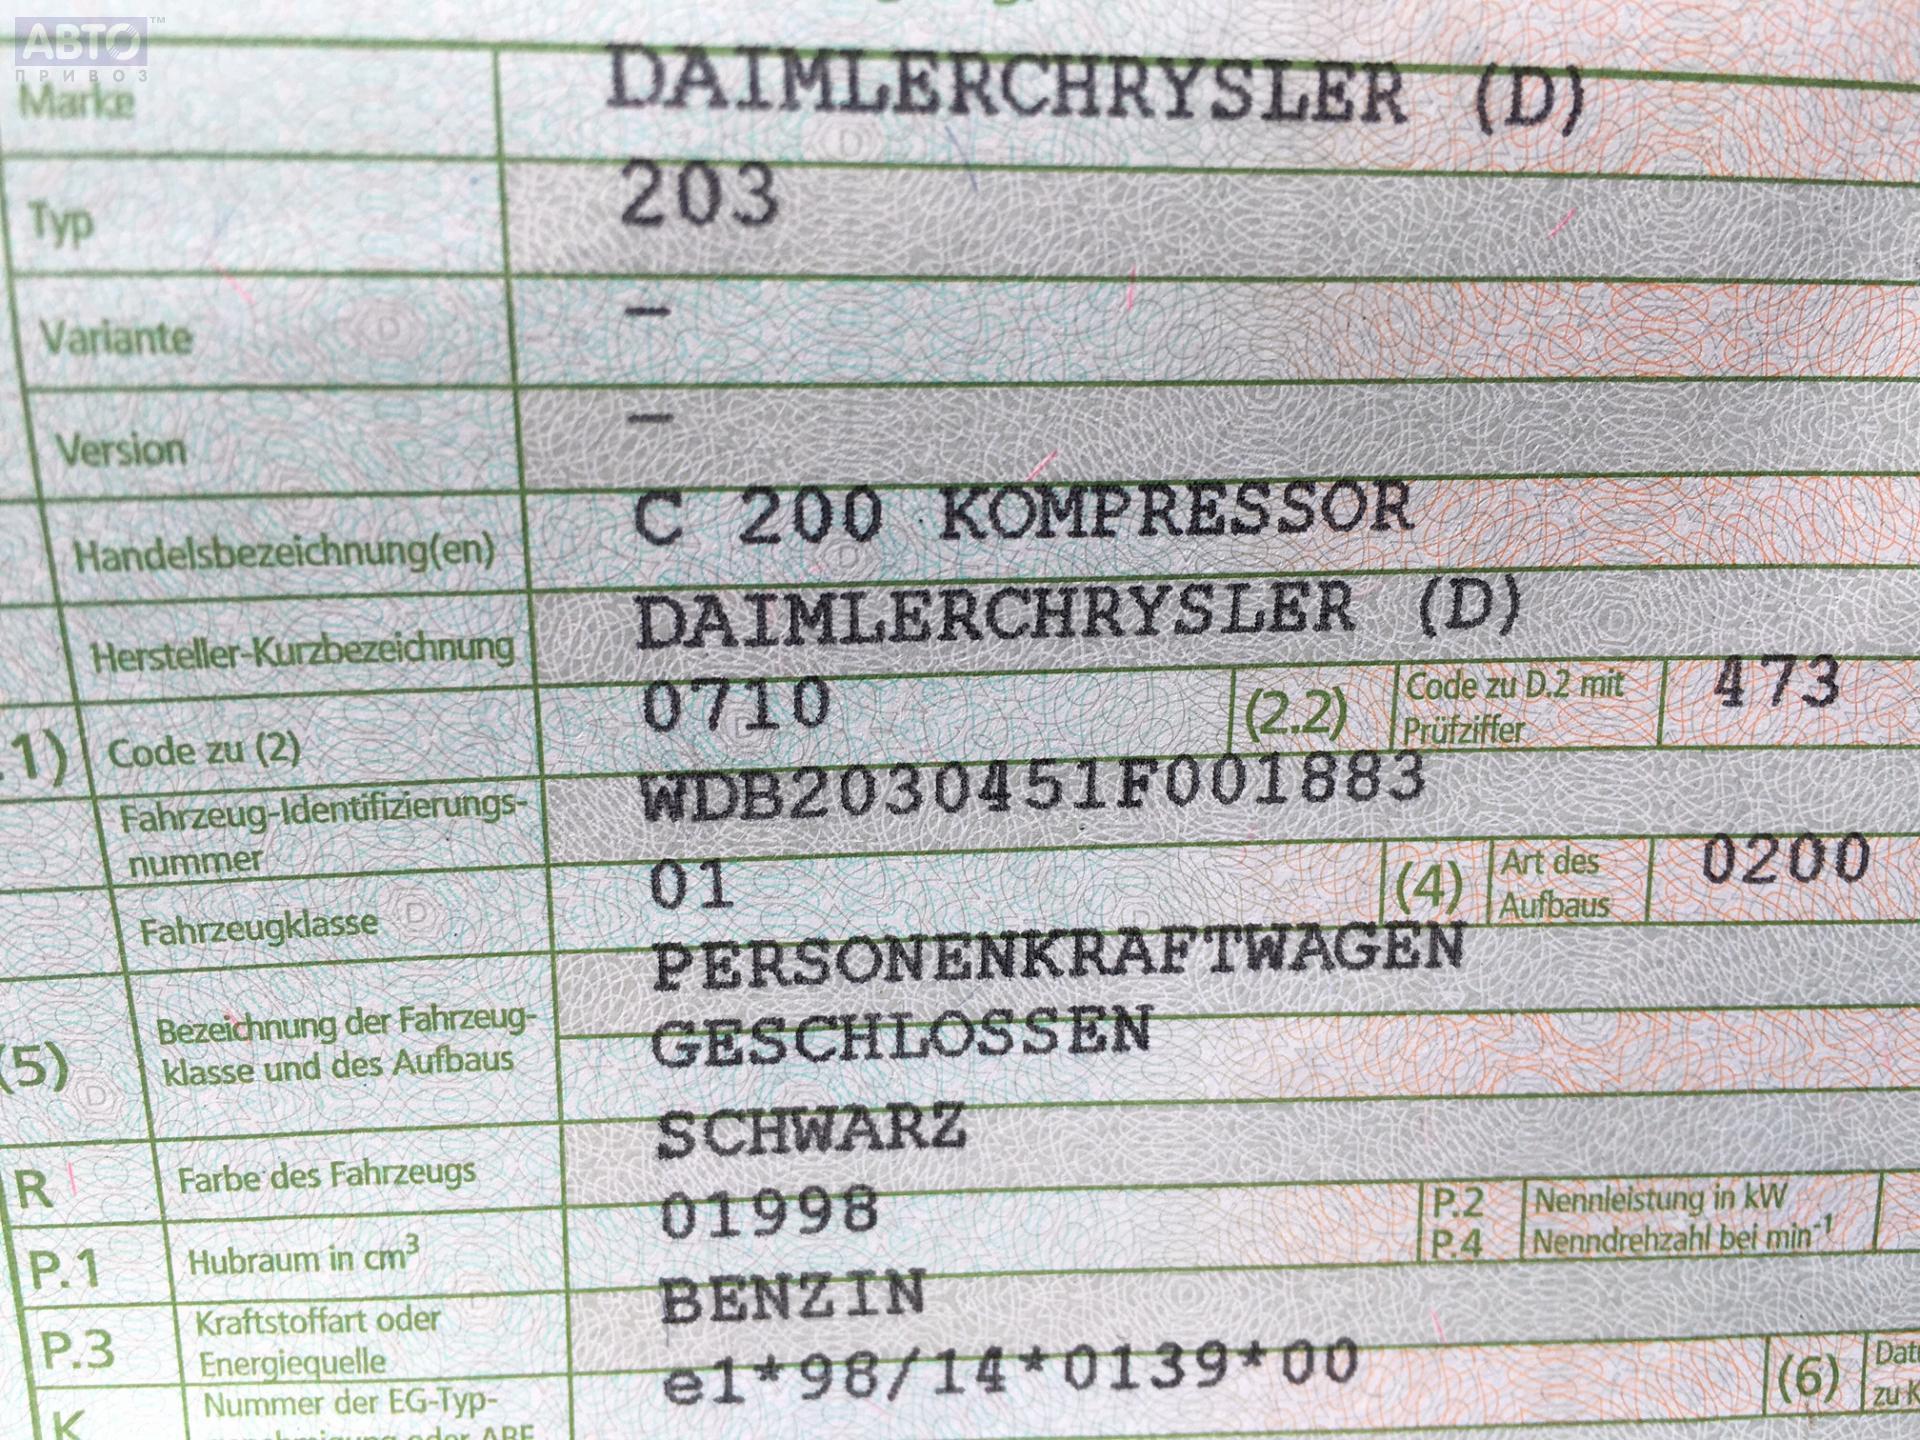 АВТО™
ПРИВОЗ
Marke DAIMLERCHRYSLER (D)
Typ 203
Variante –
Version –
Handelsbezeichnung(en) C 200 KOMPRESSOR
Hersteller-Kurzbezeichnung DAIMLERCHRYSLER (D)
.1) Code zu (2) 0710 (2.2) Code zu D.2 mit
Prüfziffer 473
Fahrzeug-Identifizierungs-
nummer WDB2030451F001883
Fahrzeugklasse 01 (4) Art des
Aufbaus 0200
(5) Bezeichnung der Fahrzeug-
klasse und des Aufbaus PERSONENKRAFTWAGEN
GESCHLOSSEN
R Farbe des Fahrzeugs SCHWARZ
P.1 Hubraum in cm³ 01998 P.2 Nennleistung in kW
P.4 Nenndrehzahl bei min⁻¹
P.3 Kraftstoffart oder
Energiequelle BENZIN
K Nummer der EG-Typ-
e1*98/14*0139*00 (6)
oder ABE
zu